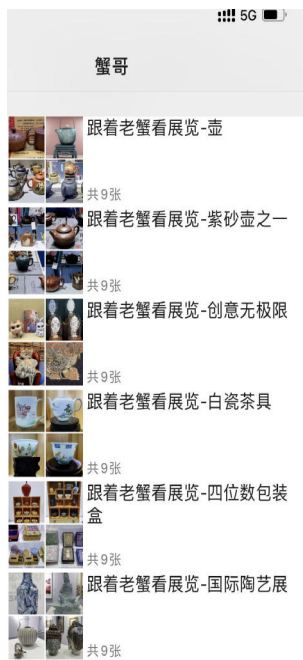 5G
蟹哥
跟着老蟹看展览-壶
共9张
跟着老蟹看展览-紫砂壶之一
共9张
跟着老蟹看展览-创意无极限
共9张
跟着老蟹看展览-白瓷茶具
共9张
跟着老蟹看展览-四位数包装
盒
共9张
跟着老蟹看展览-国际陶艺展
共9张